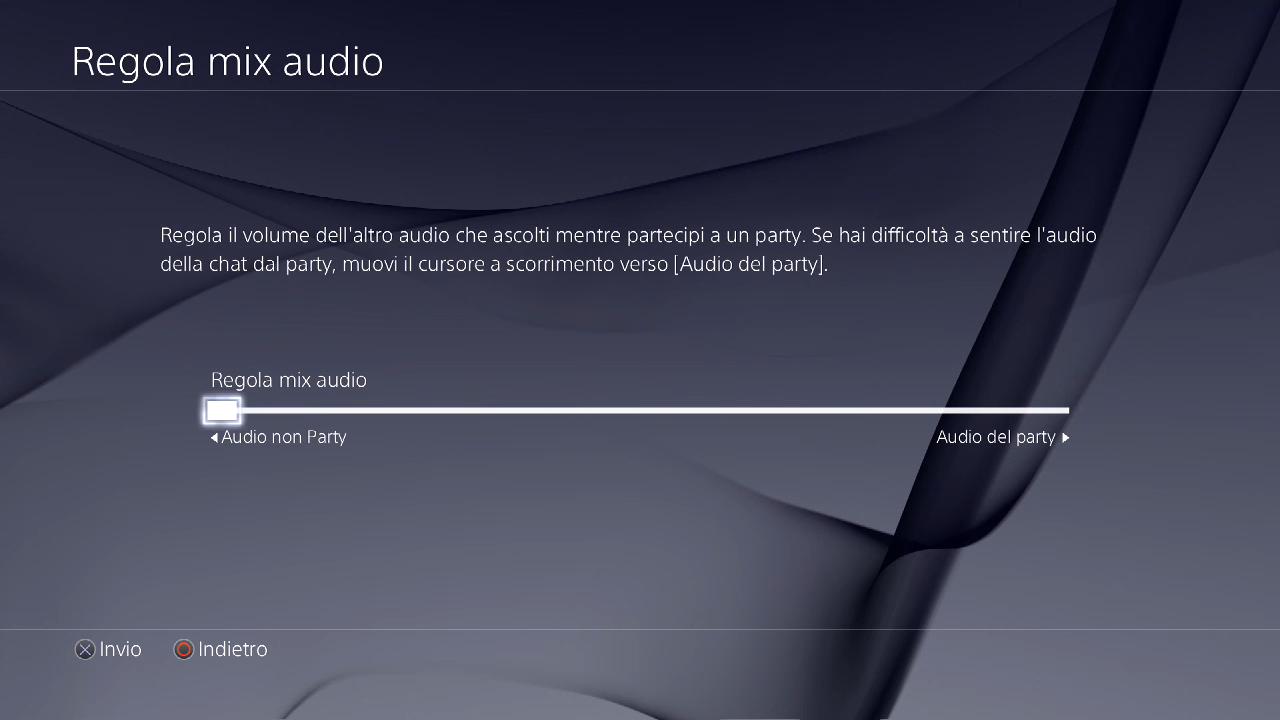 Regola mix audio
Regola il volume dell'altro audio che ascolti mentre partecipi a un party. Se hai difficoltà a sentire l'audio
della chat dal party, muovi il cursore a scorrimento verso [Audio del party].
Regola mix audio
Audio non Party
Audio del party
Invio
Indietro